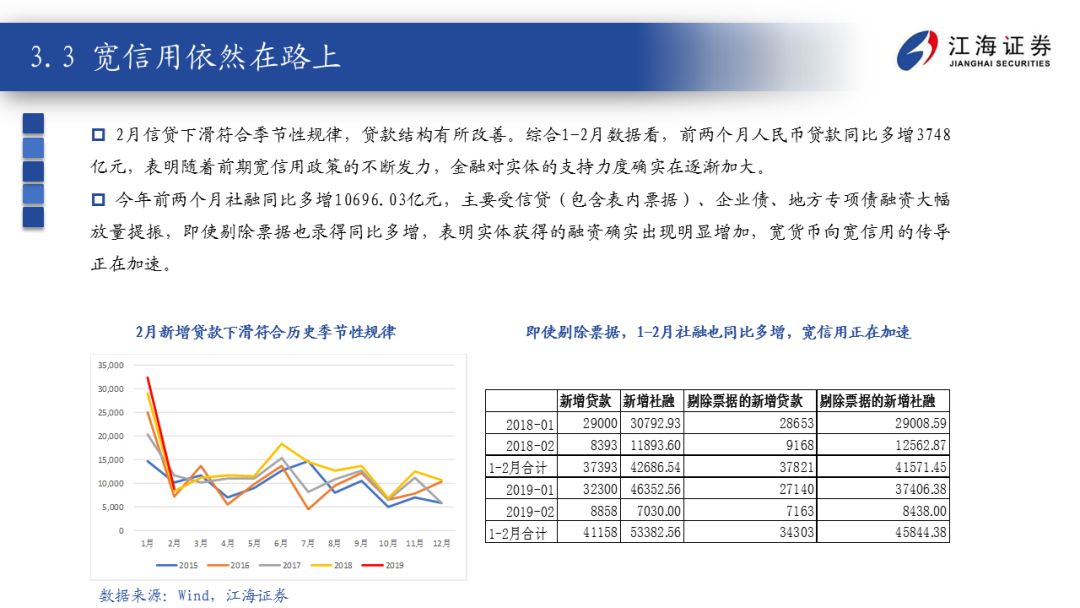 3.3 宽信用依然在路上
江海证券
JIANGHAI SECURITIES
2月信贷下滑符合季节性规律，贷款结构有所改善。综合1-2月数据看，前两个月人民币贷款同比多增3748
亿元，表明随着前期宽信用政策的不断发力，金融对实体的支持力度确实在逐渐加大。
今年前两个月社融同比多增10696.03亿元，主要受信贷（包含表内票据）、企业债、地方专项债融资大幅
放量提振，即使剔除票据也录得同比多增，表明实体获得的融资确实出现明显增加，宽货币向宽信用的传导
正在加速。
2月新增贷款下滑符合历史季节性规律
35,000
30,000
25,000
20,000
15,000
10,000
5,000
0
1月 2月 3月 4月 5月 6月 7月 8月 9月 10月 11月 12月
2015 2016 2017 2018 2019
即使剔除票据，1-2月社融也同比多增，宽信用正在加速
新增贷款 新增社融 剔除票据的新增贷款 剔除票据的新增社融
2018-01 29000 30792.93 28653 29008.59
2018-02 8393 11893.60 9168 12562.87
1-2月合计 37393 42686.54 37821 41571.45
2019-01 32300 46352.56 27140 37406.38
2019-02 8858 7030.00 7163 8438.00
1-2月合计 41158 53382.56 34303 45844.38
数据来源：Wind，江海证券